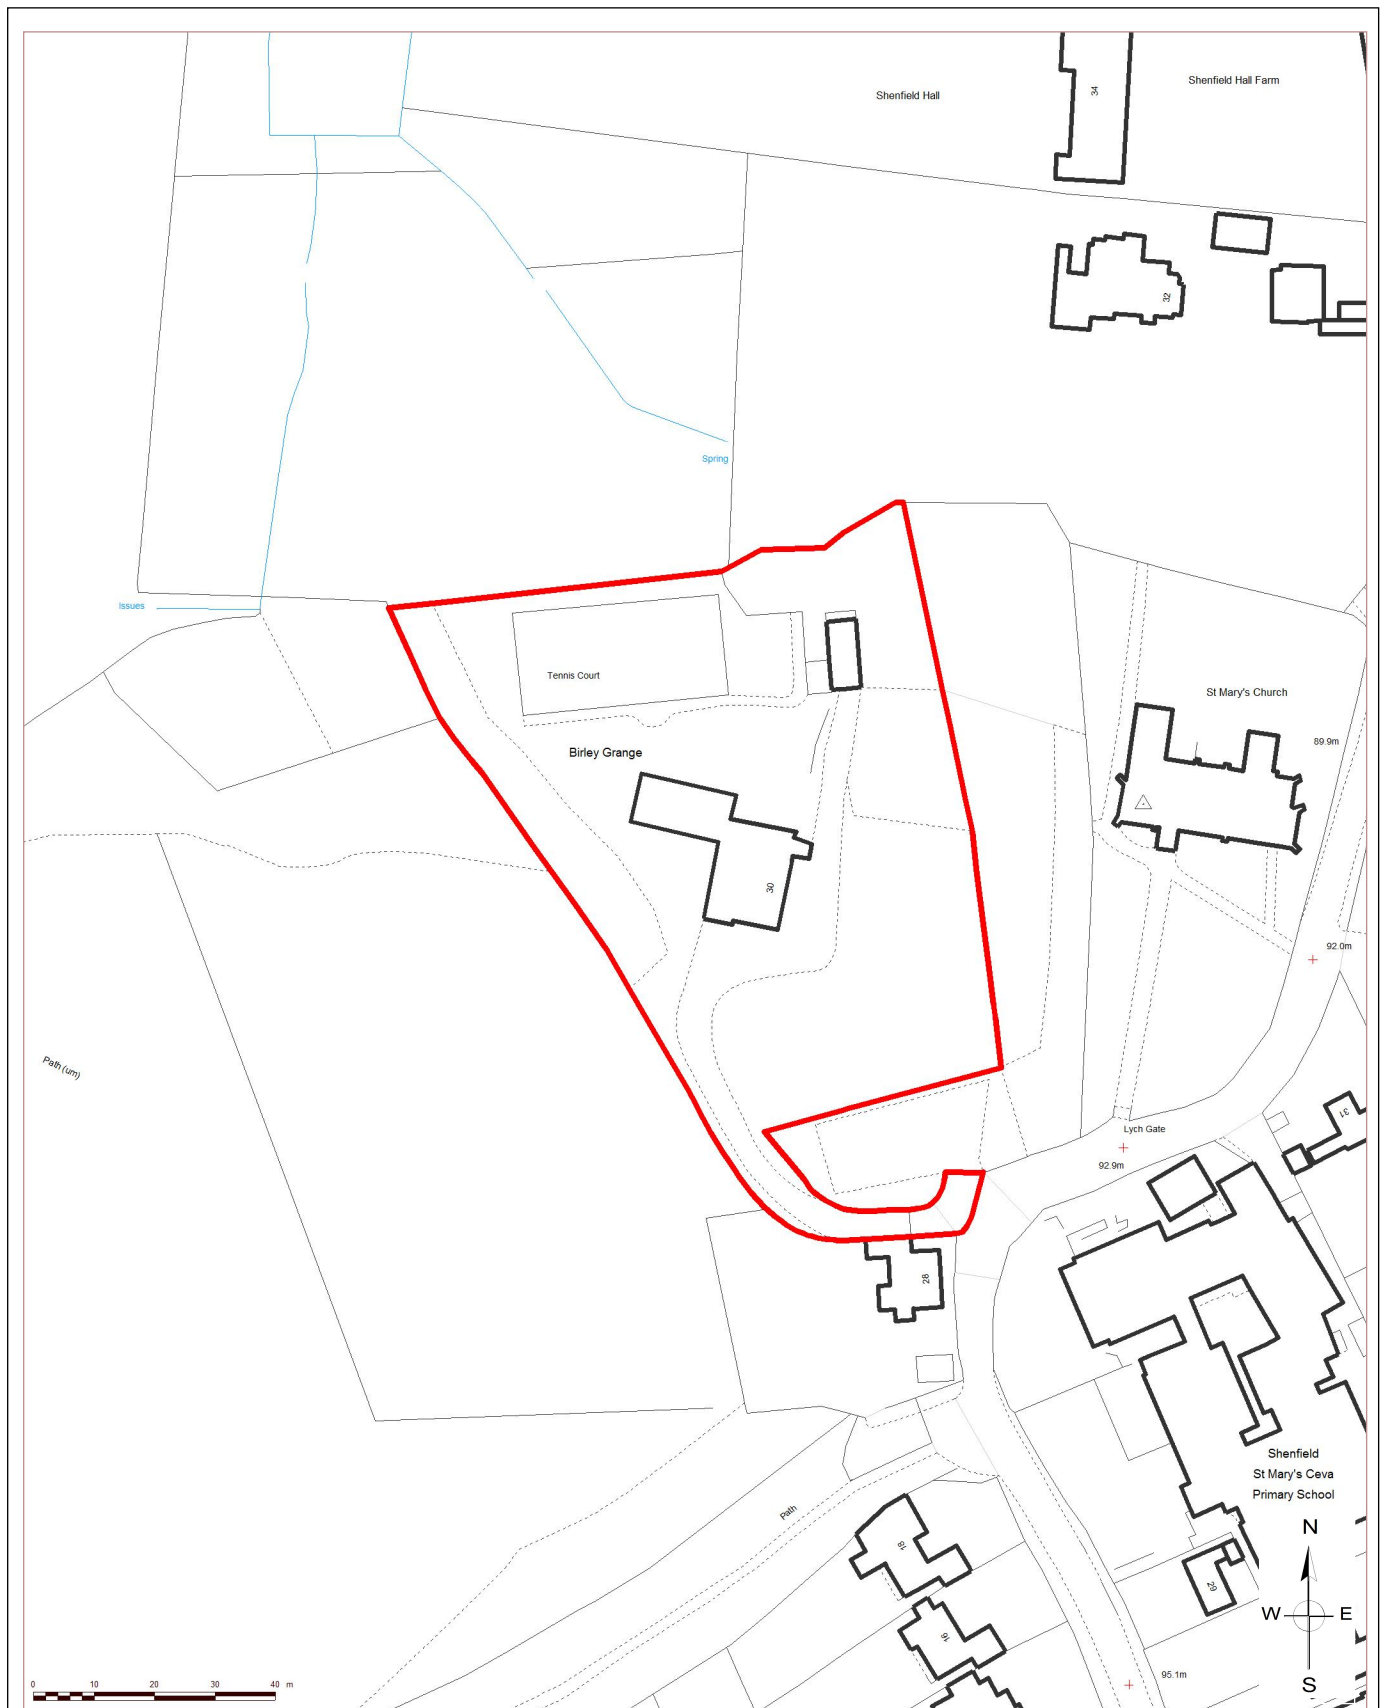 Shenfield Hall
34
Shenfield Hall Farm
32
Spring
Issues
Tennis Court
St Mary's Church
Birley Grange
89.9m
30
92.0m
Path (um)
Lych Gate
31
92.9m
28
Shenfield
St Mary's Ceva
Primary School
Path
18
29
16
N
W
E
S
95.1m
0 10 20 30 40 m